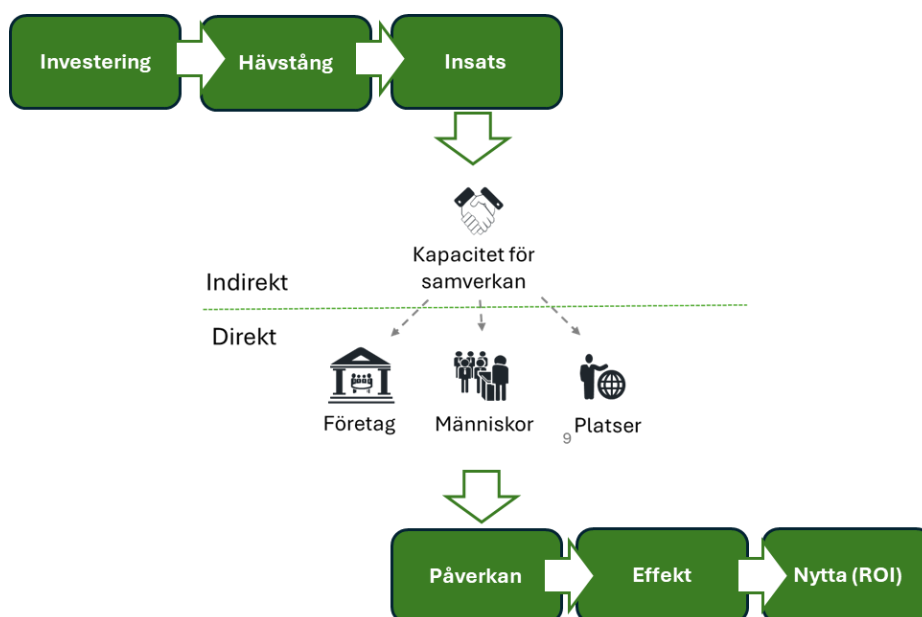 Investering
Hävstång
Insats
Kapacitet för
samverkan
Indirekt
Direkt
Företag
Människor
9
Platser
Påverkan
Effekt
Nytta (ROI)